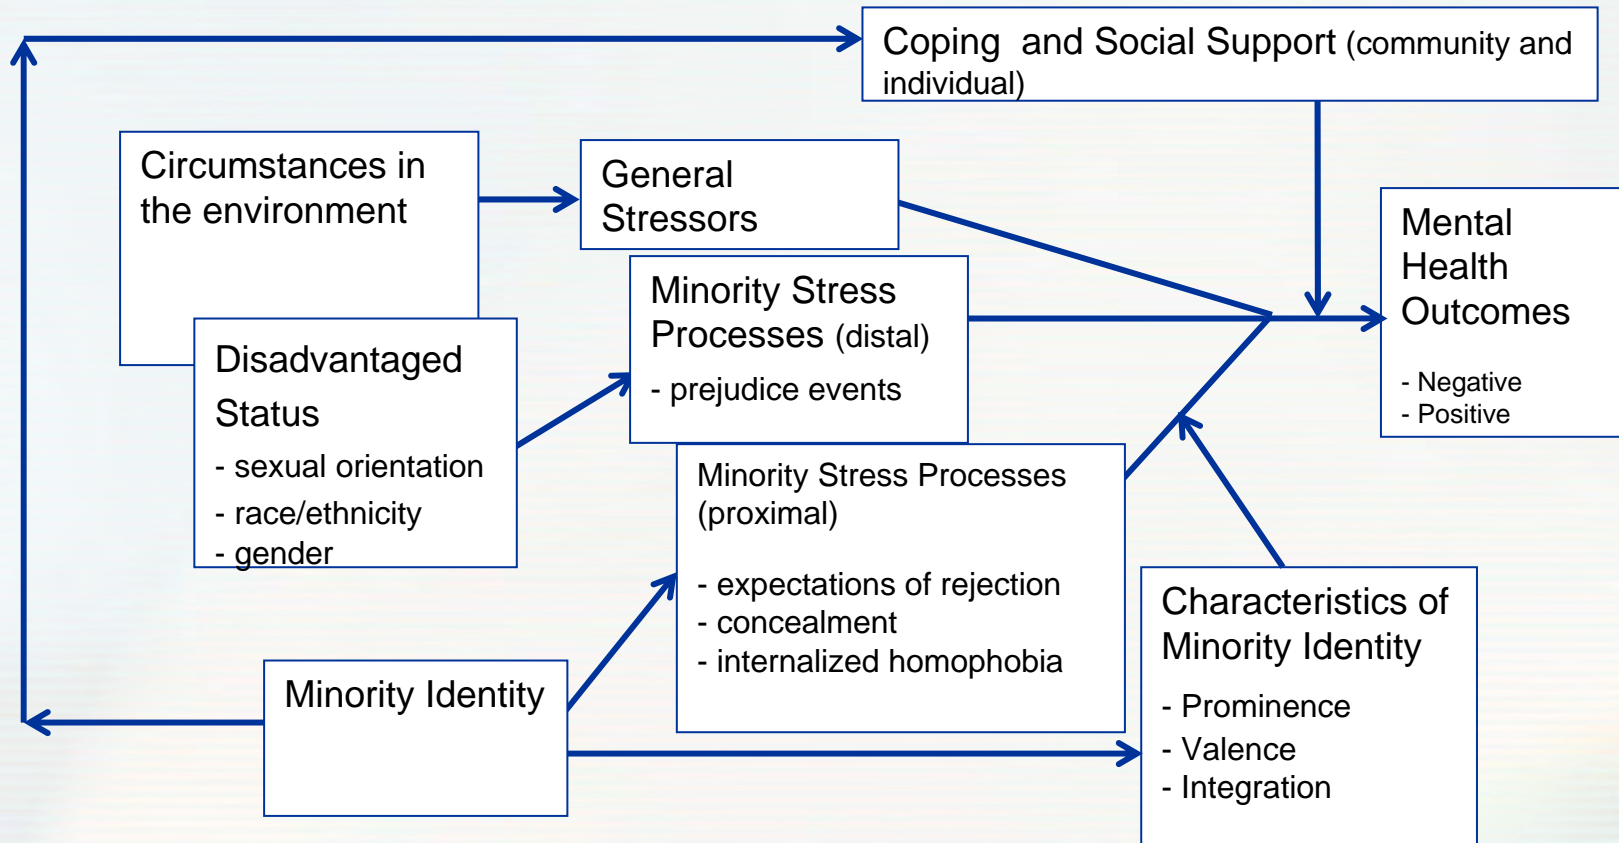 Coping and Social Support (community and
individual)
Circumstances in
the environment
General
Stressors
Mental
Health
Outcomes
- Negative
- Positive
Minority Stress
Processes (distal)
- prejudice events
Disadvantaged
Status
- sexual orientation
- race/ethnicity
- gender
Minority Stress Processes
(proximal)
- expectations of rejection
- concealment
- internalized homophobia
Characteristics of
Minority Identity
- Prominence
- Valence
- Integration
Minority Identity